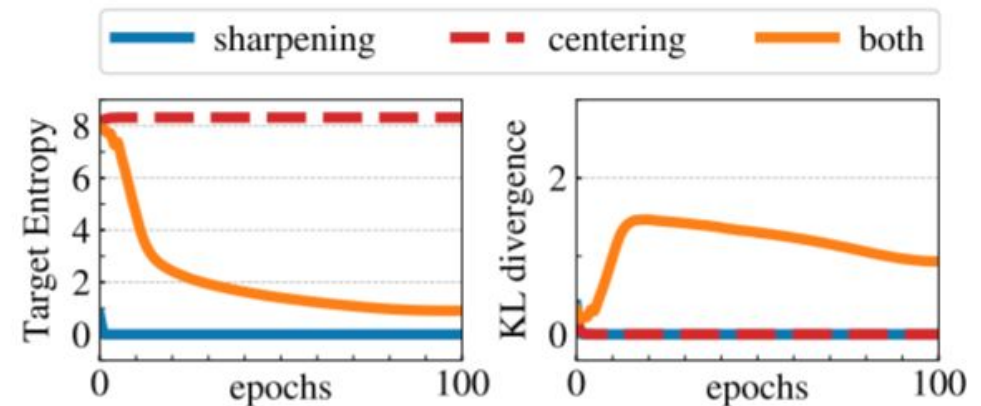 sharpening centering both
Target Entropy
8
6
4
2
0
0 epochs 100
KL divergence
2
0
0 epochs 100